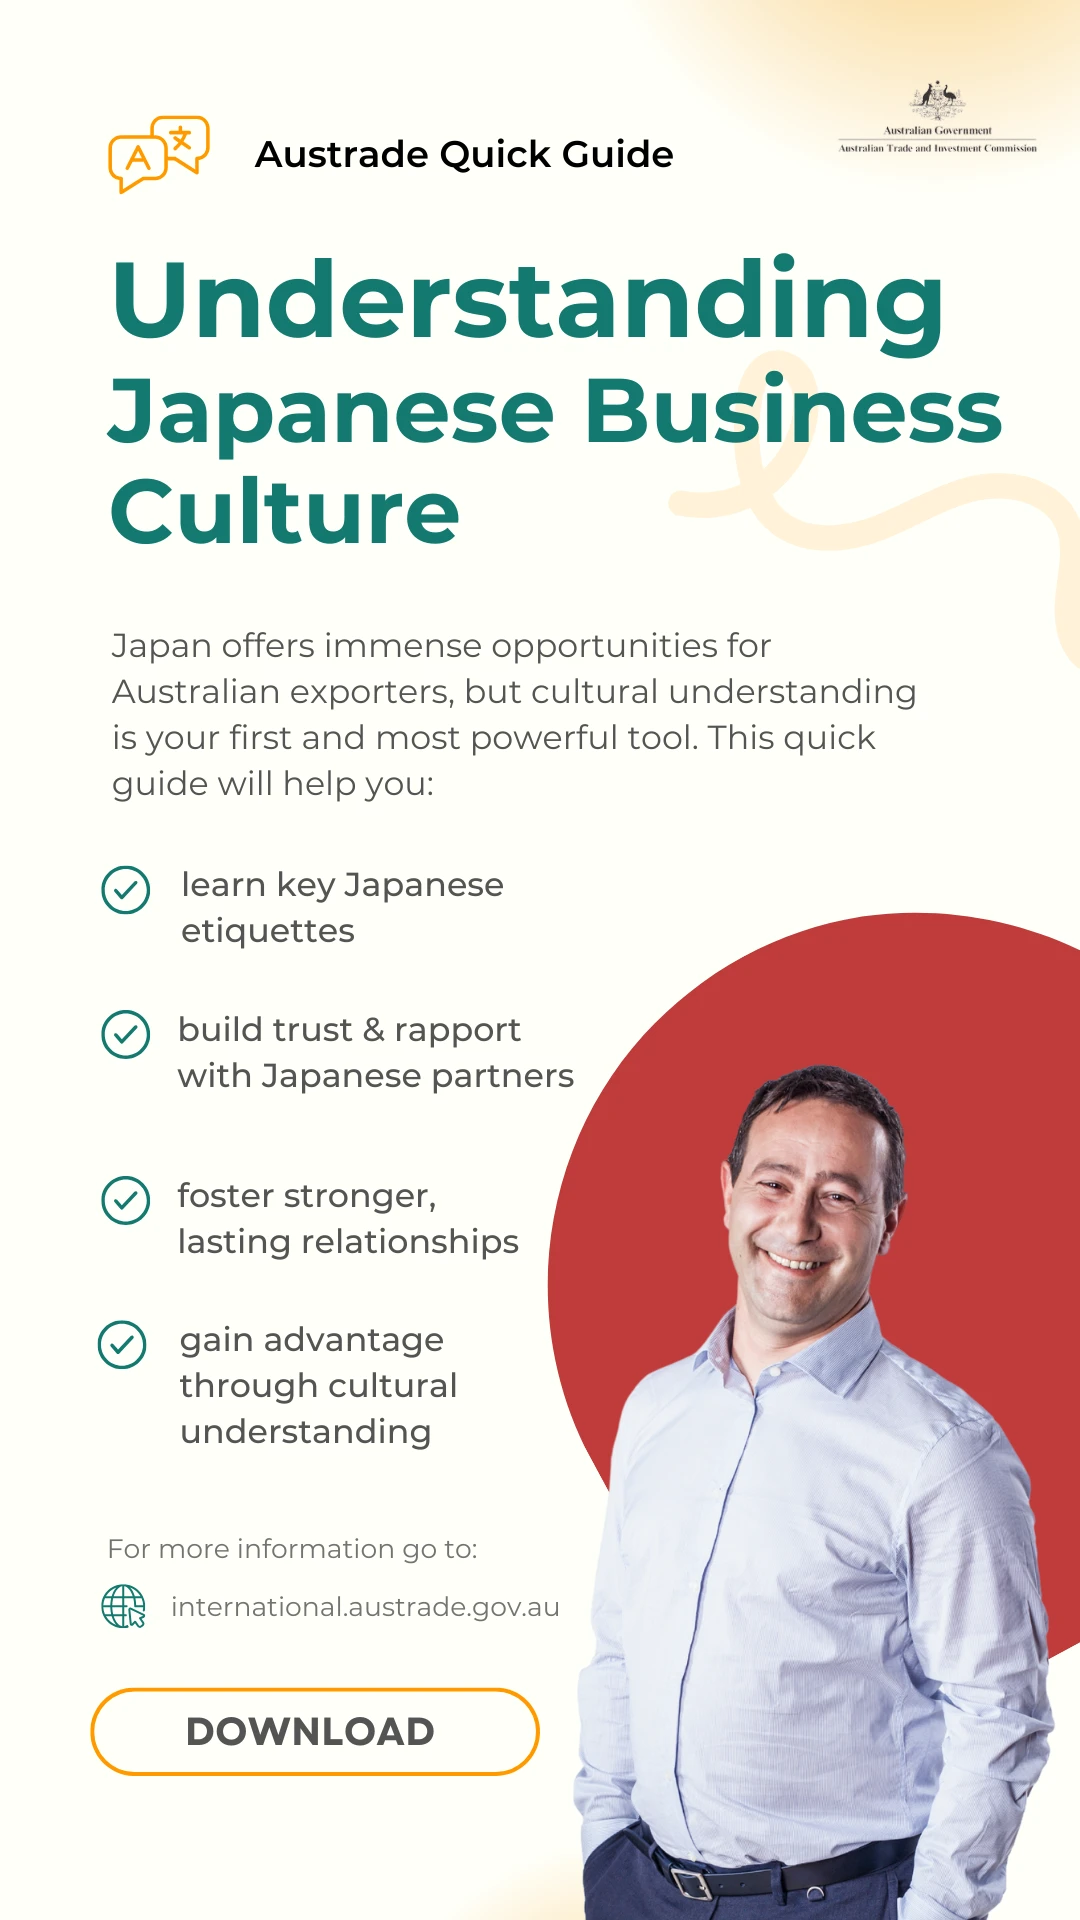 A 文
Austrade Quick Guide
Australian Government
Australian Trade and Investment Commission
Understanding
Japanese Business
Culture
Japan offers immense opportunities for
Australian exporters, but cultural understanding
is your first and most powerful tool. This quick
guide will help you:
learn key Japanese
etiquettes
build trust & rapport
with Japanese partners
foster stronger,
lasting relationships
gain advantage
through cultural
understanding
For more information go to:
international.austrade.gov.au
DOWNLOAD